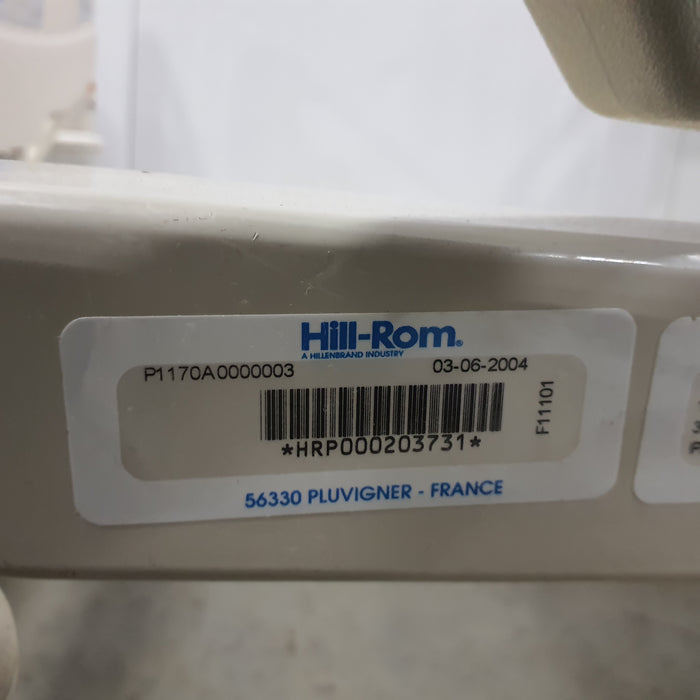 Hill-Rom®
A HILLENBRAND INDUSTRY
P1170A0000003
03-06-2004
*HRP000203731*
F11101
56330 PLUVIGNER - FRANCE